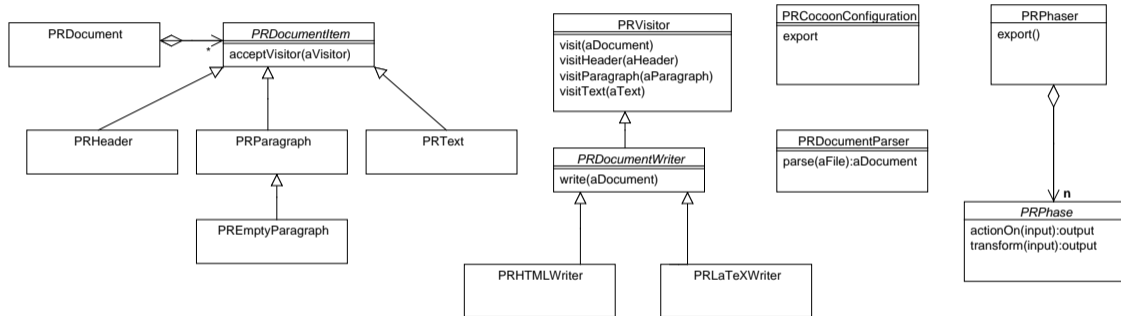 PRDocument
*
PRDocumentItem
acceptVisitor(aVisitor)
PRHeader
PRParagraph
PRText
PREmptyParagraph
PRVisitor
visit(aDocument)
visitHeader(aHeader)
visitParagraph(aParagraph)
visitText(aText)
PRDocumentWriter
write(aDocument)
PRHTMLWriter
PRLaTeXWriter
PRCocoonConfiguration
export
PRDocumentParser
parse(aFile):aDocument
PRPhaser
export()
n
PRPhase
actionOn(input):output
transform(input):output